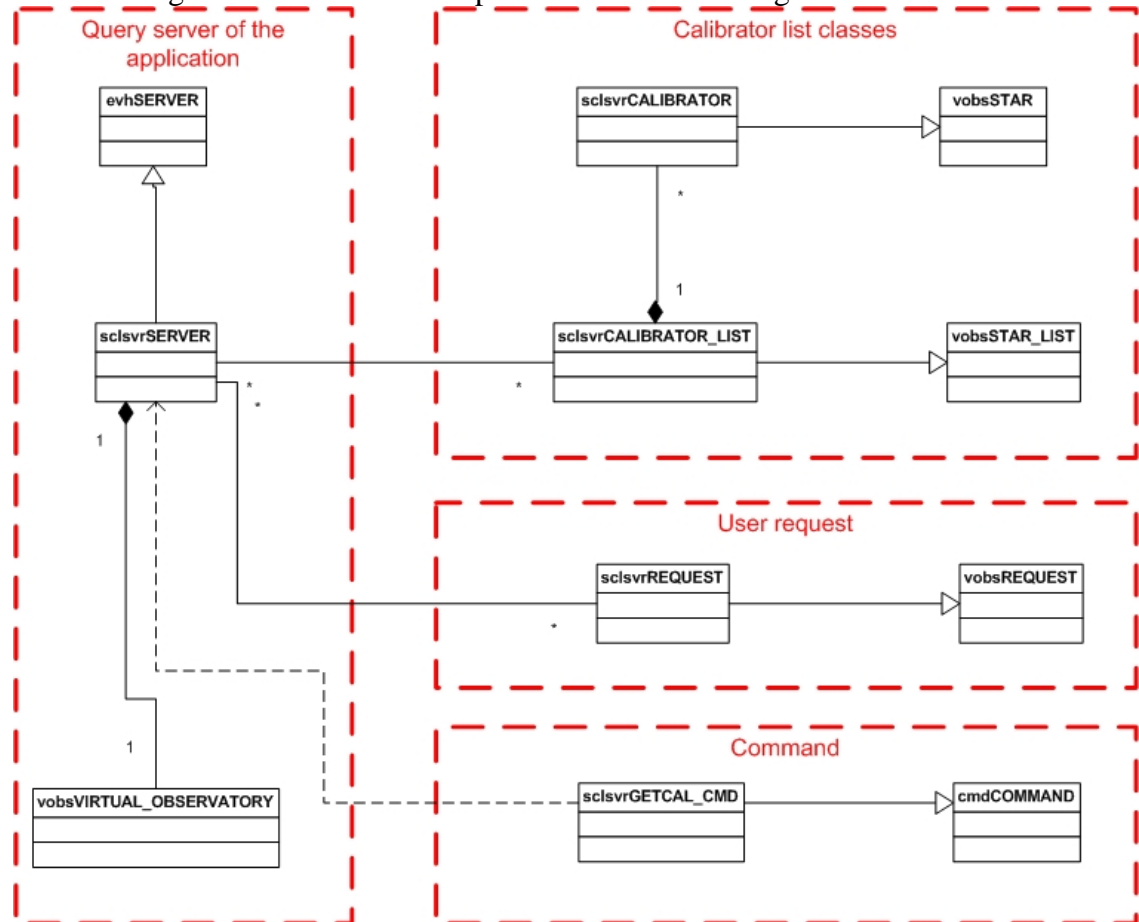 Query server of the
application
evhSERVER
sclsvrSERVER
*
*
1
1
vobsVIRTUAL_OBSERVATORY
Calibrator list classes
sclsvrCALIBRATOR
vobsSTAR
*
1
sclsvrCALIBRATOR_LIST
vobsSTAR_LIST
*
User request
sclsvrREQUEST
vobsREQUEST
*
Command
sclsvrGETCAL_CMD
cmdCOMMAND